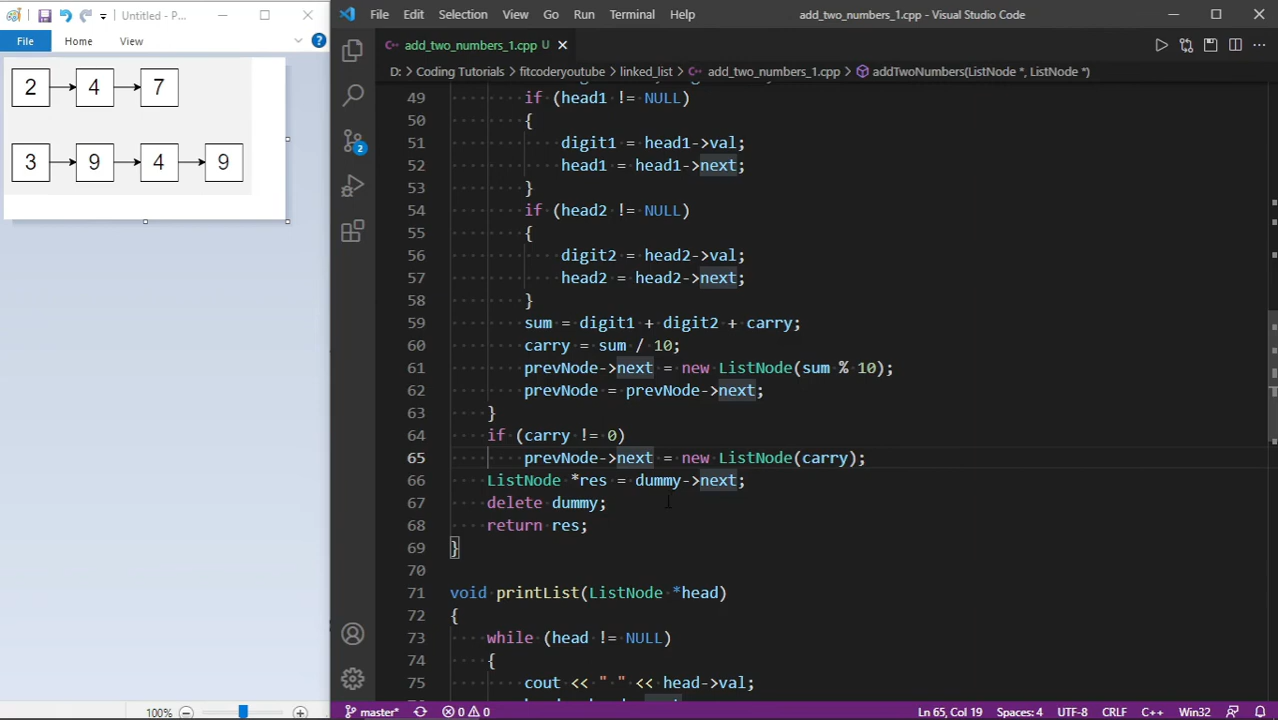 Untitled - P...
File Home View
2 4 7
3 9 4 9
100%
File Edit Selection View Go Run Terminal Help add_two_numbers_1.cpp - Visual Studio Code
add_two_numbers_1.cpp U
D: > Coding Tutorials > fitcoderyoutube > linked_list > add_two_numbers_1.cpp > addTwoNumbers(ListNode *, ListNode *)
49 if (head1 != NULL)
50 {
51 digit1 = head1->val;
52 head1 = head1->next;
53 }
54 if (head2 != NULL)
55 {
56 digit2 = head2->val;
57 head2 = head2->next;
58 }
59 sum = digit1 + digit2 + carry;
60 carry = sum / 10;
61 prevNode->next = new ListNode(sum % 10);
62 prevNode = prevNode->next;
63 }
64 if (carry != 0)
65 prevNode->next = new ListNode(carry);
66 ListNode *res = dummy->next;
67 delete dummy;
68 return res;
69 }
70
71 void printList(ListNode *head)
72 {
73 while (head != NULL)
74 {
75 cout << " " << head->val;
2
master* 0 0 Ln 65, Col 19 Spaces: 4 UTF-8 CRLF C++ Win32